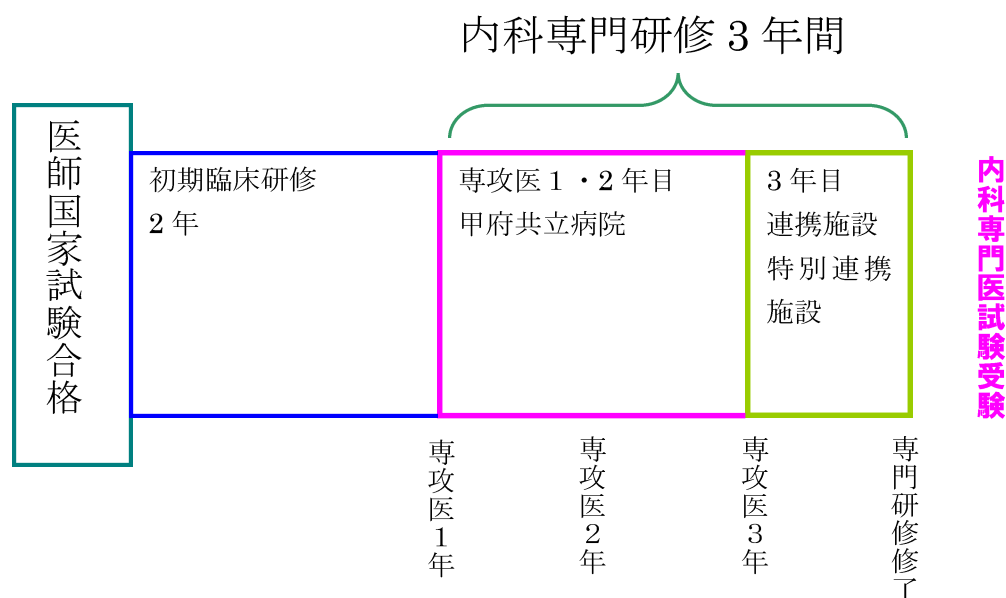 内科専門研修３年間
医師国家試験合格
初期臨床研修
２年
専攻医１・２年目
甲府共立病院
３年目
連携施設
特別連携
施設
内科専門医試験受験
専攻医１年
専攻医２年
専攻医３年
専門研修修了